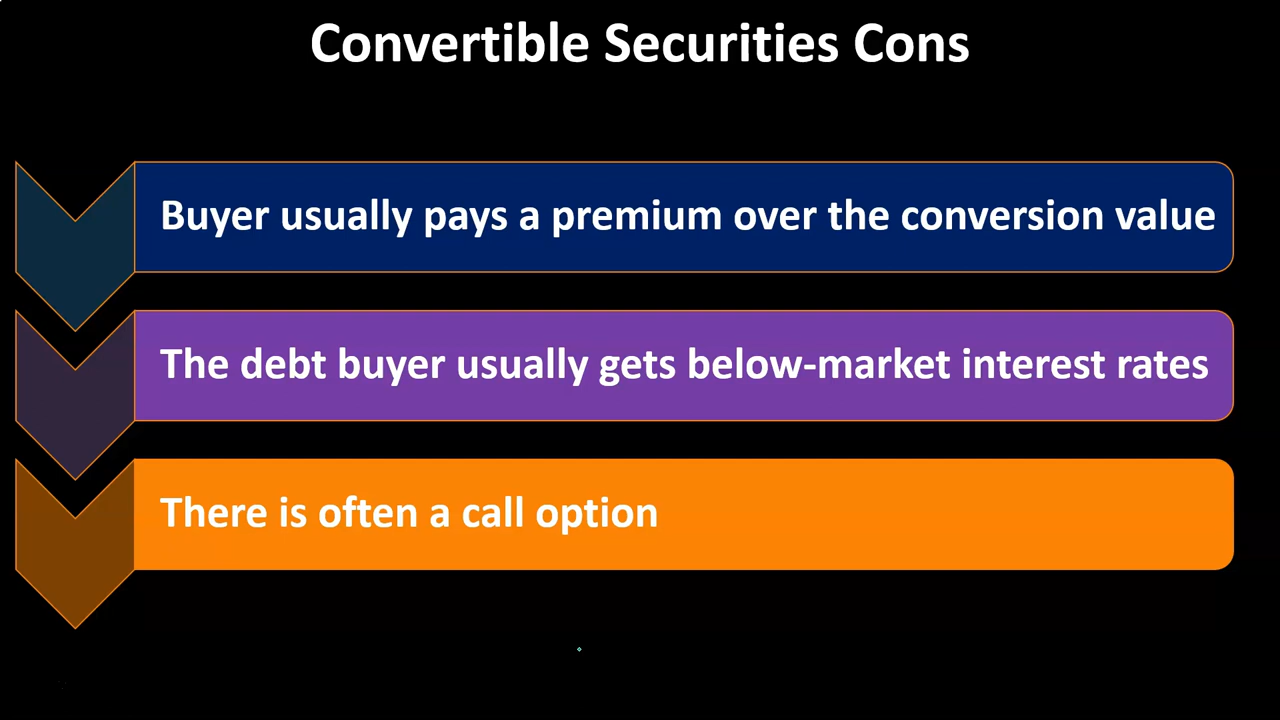 Convertible Securities Cons
Buyer usually pays a premium over the conversion value
The debt buyer usually gets below-market interest rates
There is often a call option